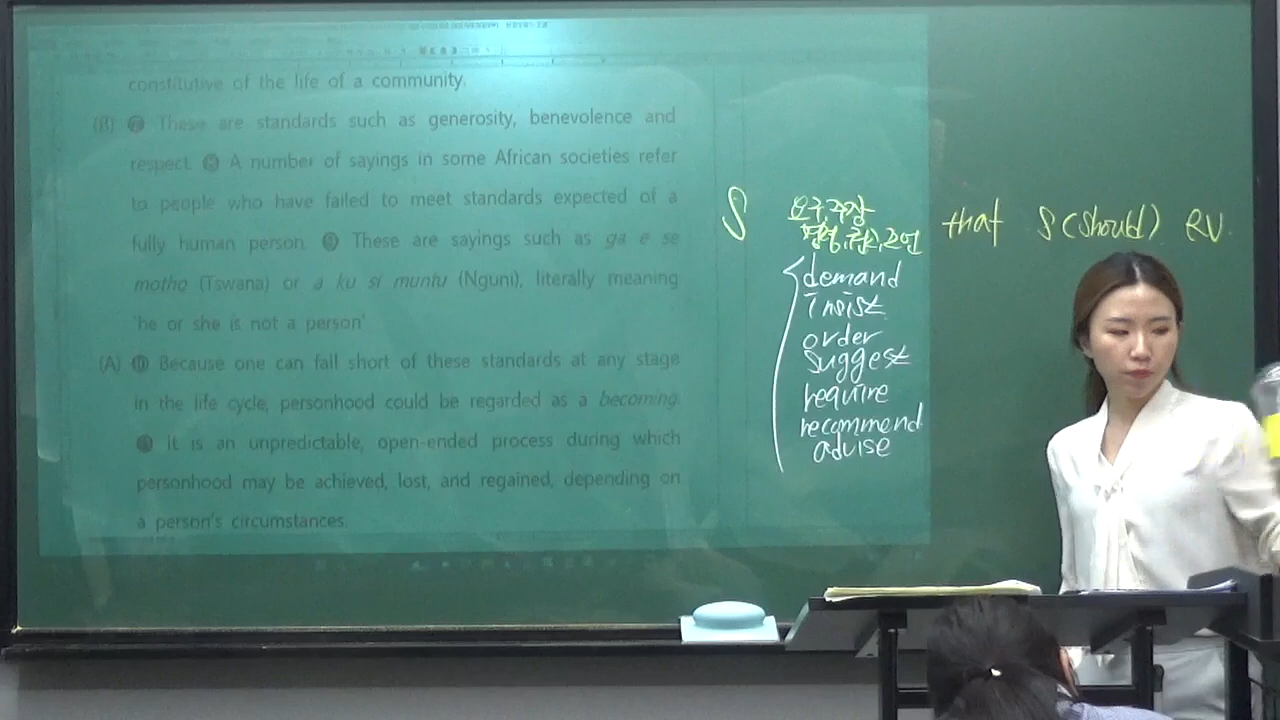 constitutive of the life of a community.
(B) ❼ These are standards such as generosity, benevolence and
respect. ❽ A number of sayings in some African societies refer
to people who have failed to meet standards expected of a
fully human person. ❾ These are sayings such as ga e se
motho (Tswana) or a ku si muntu (Nguni), literally meaning
'he or she is not a person'
(A) ❿ Because one can fall short of these standards at any stage
in the life cycle, personhood could be regarded as a becoming.
It is an unpredictable, open-ended process during which
personhood may be achieved, lost, and regained, depending on
a person's circumstances.
S 요구,주장 that S (should) RV.
명령,충고,조언
demand
insist
order
suggest
require
recommend
advise